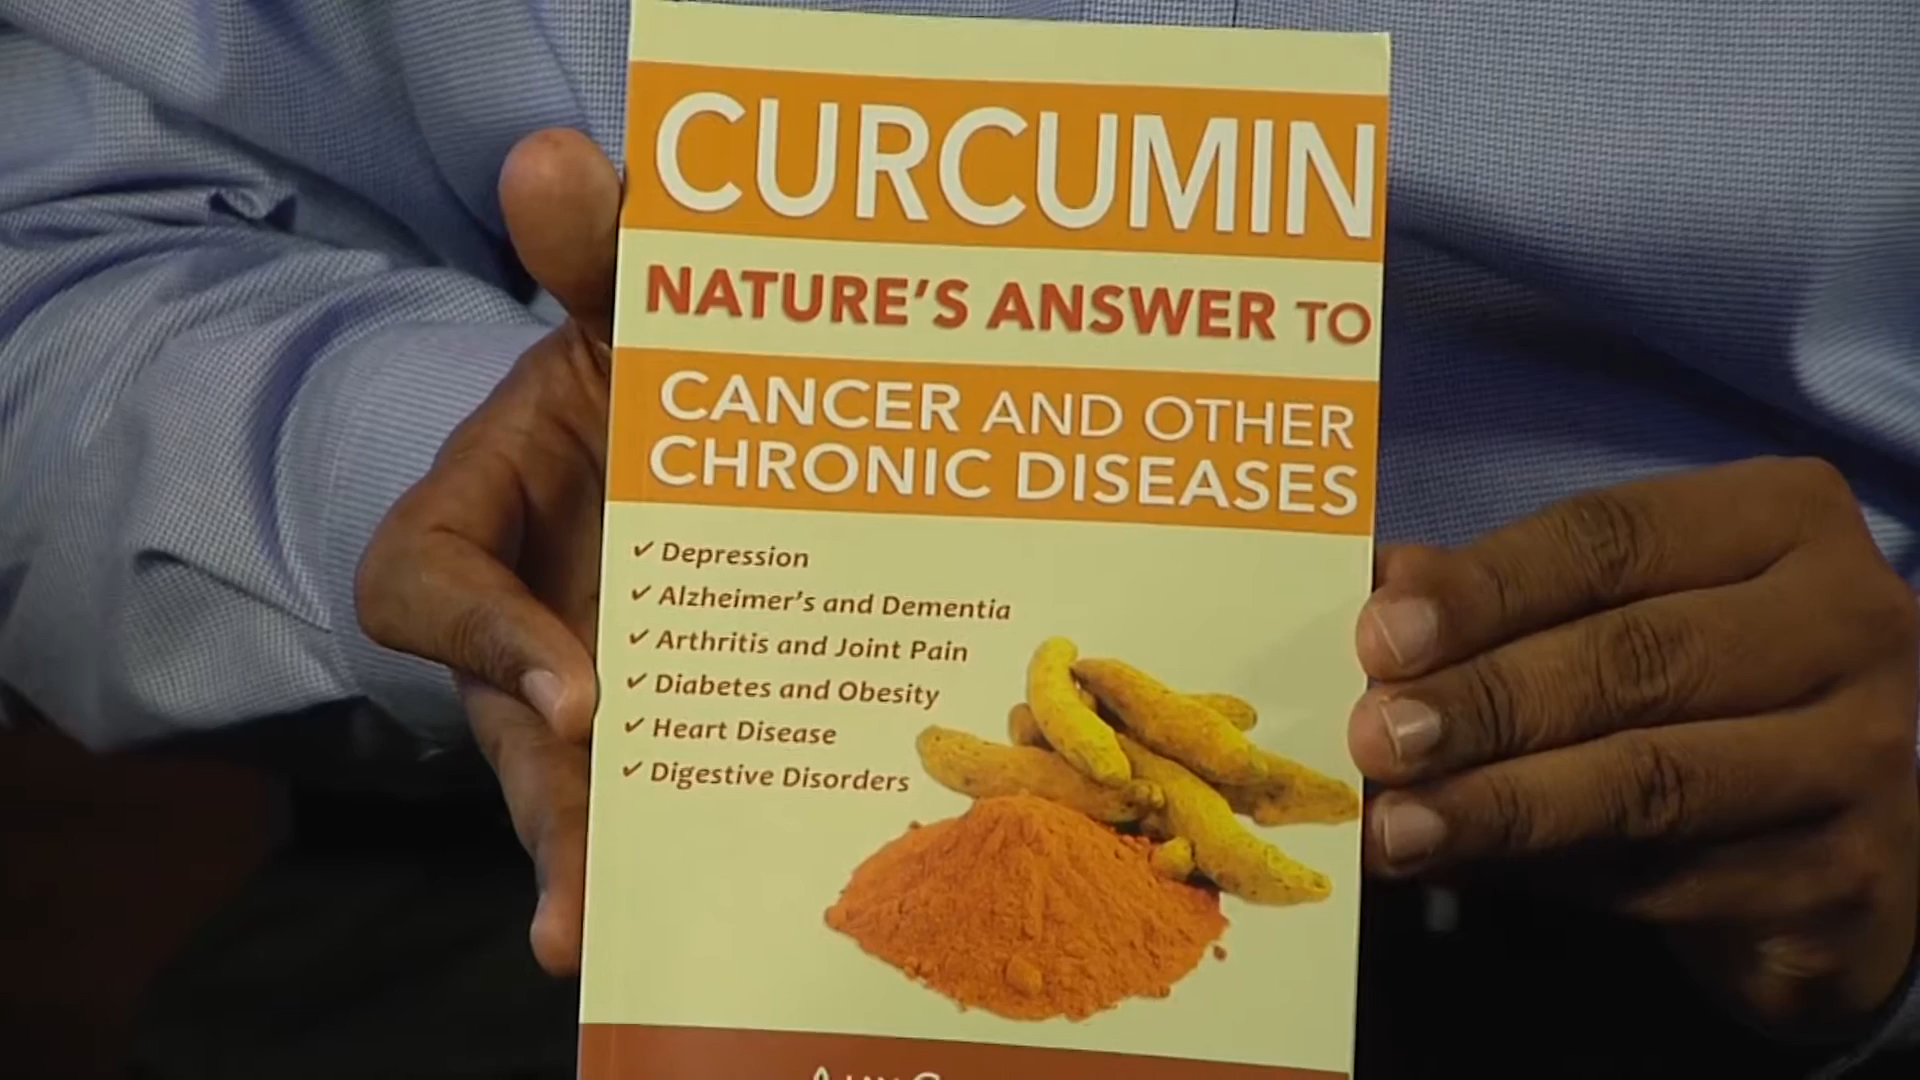 CURCUMIN
NATURE'S ANSWER TO
CANCER AND OTHER
CHRONIC DISEASES
✓ Depression
✓ Alzheimer's and Dementia
✓ Arthritis and Joint Pain
✓ Diabetes and Obesity
✓ Heart Disease
✓ Digestive Disorders